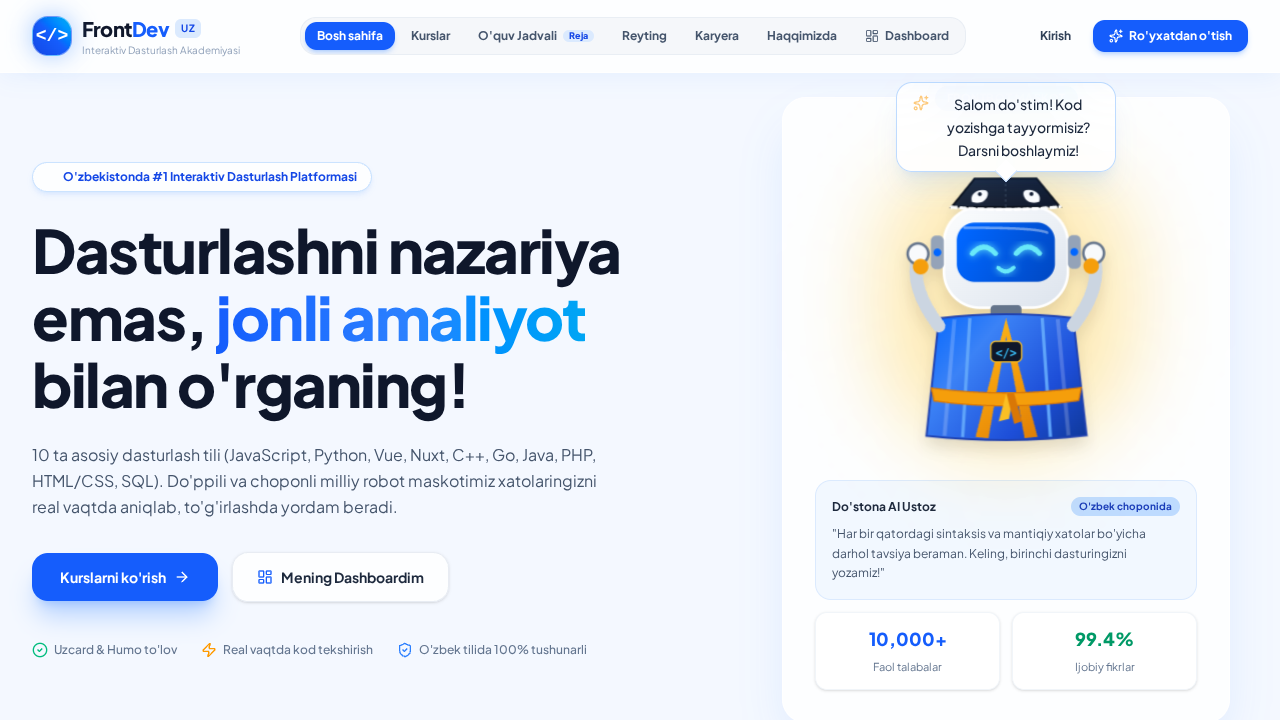 </>
FrontDev UZ
Interaktiv Dasturlash Akademiyasi
Bosh sahifa
Kurslar
O'quv Jadvali Reja
Reyting
Karyera
Haqqimizda
Dashboard
Kirish
Ro'yxatdan o'tish
O'zbekistonda #1 Interaktiv Dasturlash Platformasi
Dasturlashni nazariya
emas, jonli amaliyot
bilan o'rganing!
10 ta asosiy dasturlash tili (JavaScript, Python, Vue, Nuxt, C++, Go, Java, PHP,
HTML/CSS, SQL). Do'ppili va choponli milliy robot maskotimiz xatolaringizni
real vaqtda aniqlab, to'g'irlashda yordam beradi.
Kurslarni ko'rish
Mening Dashboardim
Uzcard & Humo to'lov
Real vaqtda kod tekshirish
O'zbek tilida 100% tushunarli
Salom do'stim! Kod
yozishga tayyormisiz?
Darsni boshlaymiz!
</>
Do'stona AI Ustoz
O'zbek choponida
"Har bir qatordagi sintaksis va mantiqiy xatolar bo'yicha
darhol tavsiya beraman. Keling, birinchi dasturingizni
yozamiz!"
10,000+
Faol talabalar
99.4%
Ijobiy fikrlar